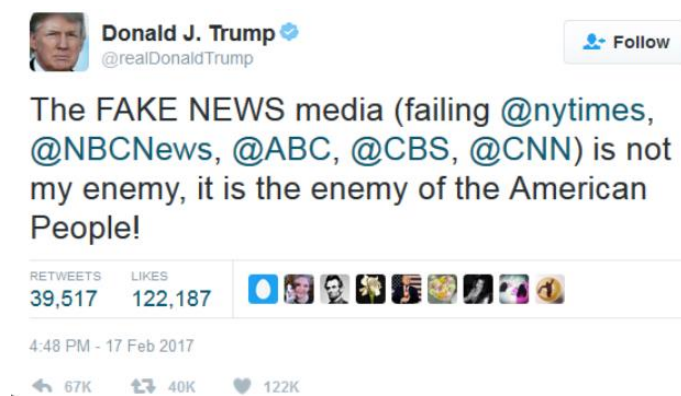 Donald J. Trump
@realDonaldTrump
Follow
The FAKE NEWS media (failing @nytimes,
@NBCNews, @ABC, @CBS, @CNN) is not
my enemy, it is the enemy of the American
People!
RETWEETS LIKES
39,517 122,187
4:48 PM - 17 Feb 2017
67K 40K 122K